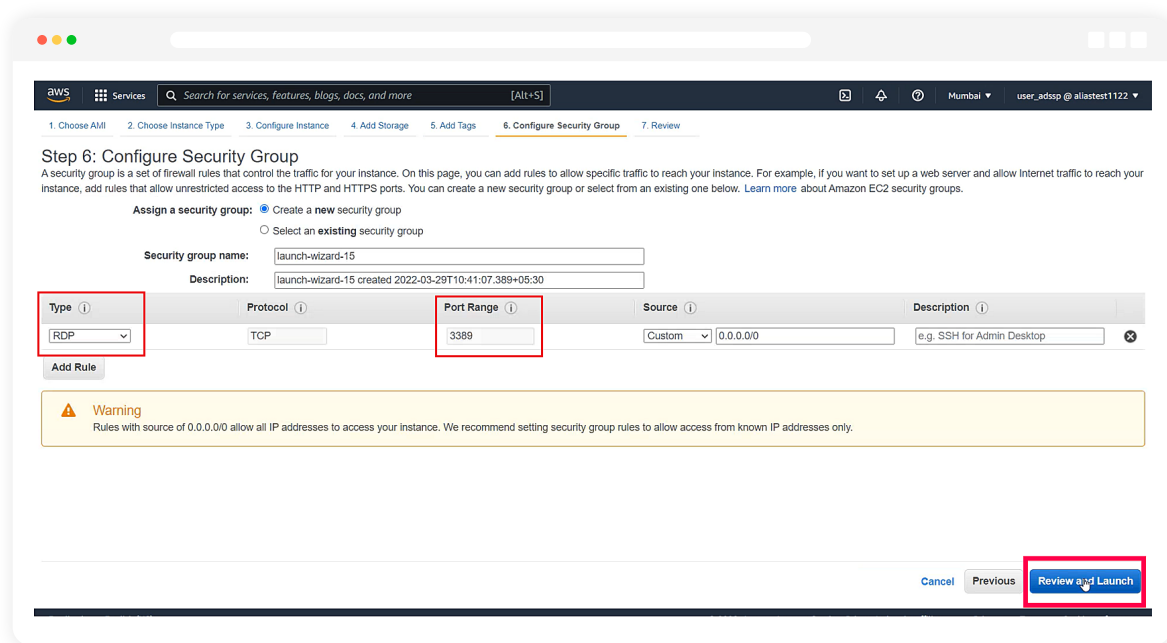 aws Services Search for services, features, blogs, docs, and more [Alt+S] Mumbai ▼ user_adssp @ aliastest1122 ▼
1. Choose AMI 2. Choose Instance Type 3. Configure Instance 4. Add Storage 5. Add Tags 6. Configure Security Group 7. Review
Step 6: Configure Security Group
A security group is a set of firewall rules that control the traffic for your instance. On this page, you can add rules to allow specific traffic to reach your instance. For example, if you want to set up a web server and allow Internet traffic to reach your
instance, add rules that allow unrestricted access to the HTTP and HTTPS ports. You can create a new security group or select from an existing one below. Learn more about Amazon EC2 security groups.
Assign a security group: Create a new security group
Select an existing security group
Security group name: launch-wizard-15
Description: launch-wizard-15 created 2022-03-29T10:41:07.389+05:30
Type i Protocol i Port Range i Source i Description i
RDP TCP 3389 Custom 0.0.0.0/0 e.g. SSH for Admin Desktop
Add Rule
Warning
Rules with source of 0.0.0.0/0 allow all IP addresses to access your instance. We recommend setting security group rules to allow access from known IP addresses only.
Cancel Previous Review and Launch